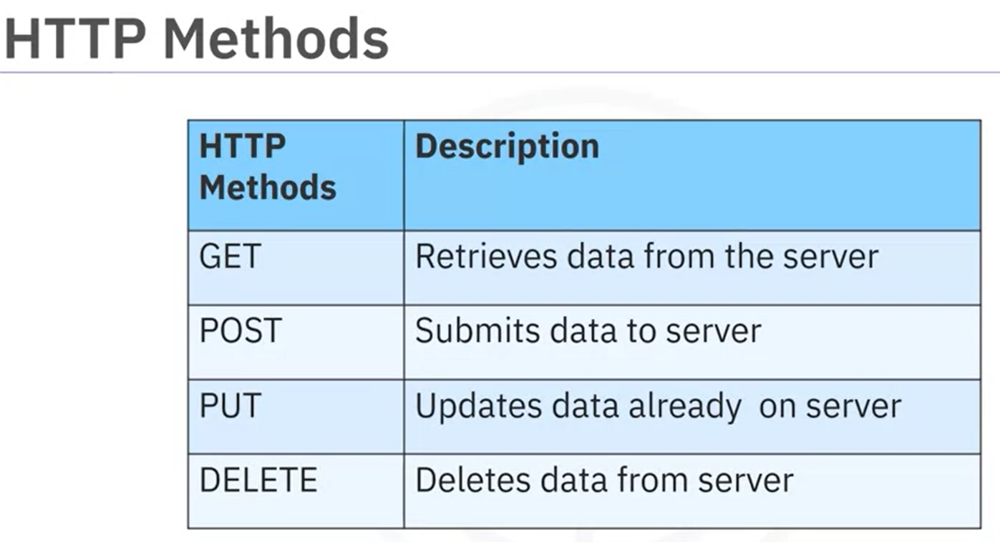 HTTP Methods
HTTP
Methods
Description
GET
Retrieves data from the server
POST
Submits data to server
PUT
Updates data already  on server
DELETE
Deletes data from server